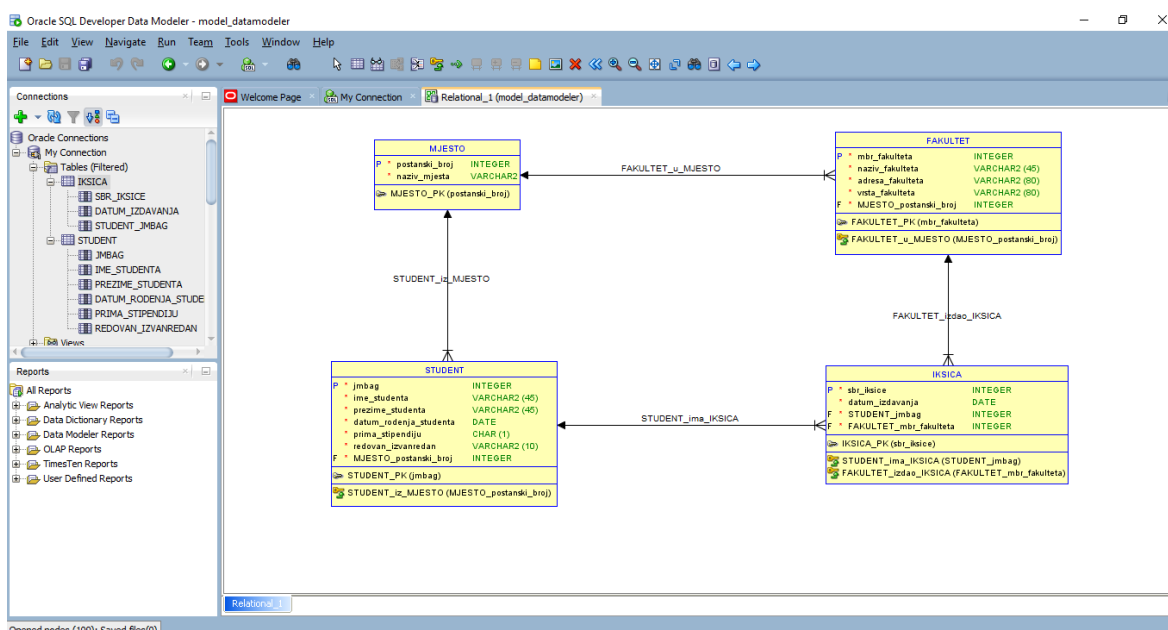 Oracle SQL Developer Data Modeler - model_datamodeler
File Edit View Navigate Run Team Tools Window Help
Connections
Oracle Connections
My Connection
Tables (Filtered)
IKSICA
SBR_IKSICE
DATUM_IZDAVANJA
STUDENT_JMBAG
STUDENT
JMBAG
IME_STUDENTA
PREZIME_STUDENTA
DATUM_RODENJA_STUDE
PRIMA_STIPENDIJU
REDOVAN_IZVANREDAN
Views
Reports
All Reports
Analytic View Reports
Data Dictionary Reports
Data Modeler Reports
OLAP Reports
TimesTen Reports
User Defined Reports
Welcome Page My Connection Relational_1 (model_datamodeler)
MJESTO
P * postanski_broj INTEGER
* naziv_mjesta VARCHAR2
MJESTO_PK (postanski_broj)
FAKULTET_u_MJESTO
FAKULTET
P * mbr_fakulteta INTEGER
* naziv_fakulteta VARCHAR2 (45)
* adresa_fakulteta VARCHAR2 (80)
* vrsta_fakulteta VARCHAR2 (80)
F * MJESTO_postanski_broj INTEGER
FAKULTET_PK (mbr_fakulteta)
FAKULTET_u_MJESTO (MJESTO_postanski_broj)
STUDENT_iz_MJESTO
FAKULTET_izdao_IKSICA
STUDENT
P * jmbag INTEGER
* ime_studenta VARCHAR2 (45)
* prezime_studenta VARCHAR2 (45)
* datum_rodenja_studenta DATE
* prima_stipendiju CHAR (1)
* redovan_izvanredan VARCHAR2 (10)
F * MJESTO_postanski_broj INTEGER
STUDENT_PK (jmbag)
STUDENT_iz_MJESTO (MJESTO_postanski_broj)
STUDENT_ima_IKSICA
IKSICA
P * sbr_iksice INTEGER
* datum_izdavanja DATE
F * STUDENT_jmbag INTEGER
F * FAKULTET_mbr_fakulteta INTEGER
IKSICA_PK (sbr_iksice)
STUDENT_ima_IKSICA (STUDENT_jmbag)
FAKULTET_izdao_IKSICA (FAKULTET_mbr_fakulteta)
Relational_1
Opened nodes (100); Saved files(0)